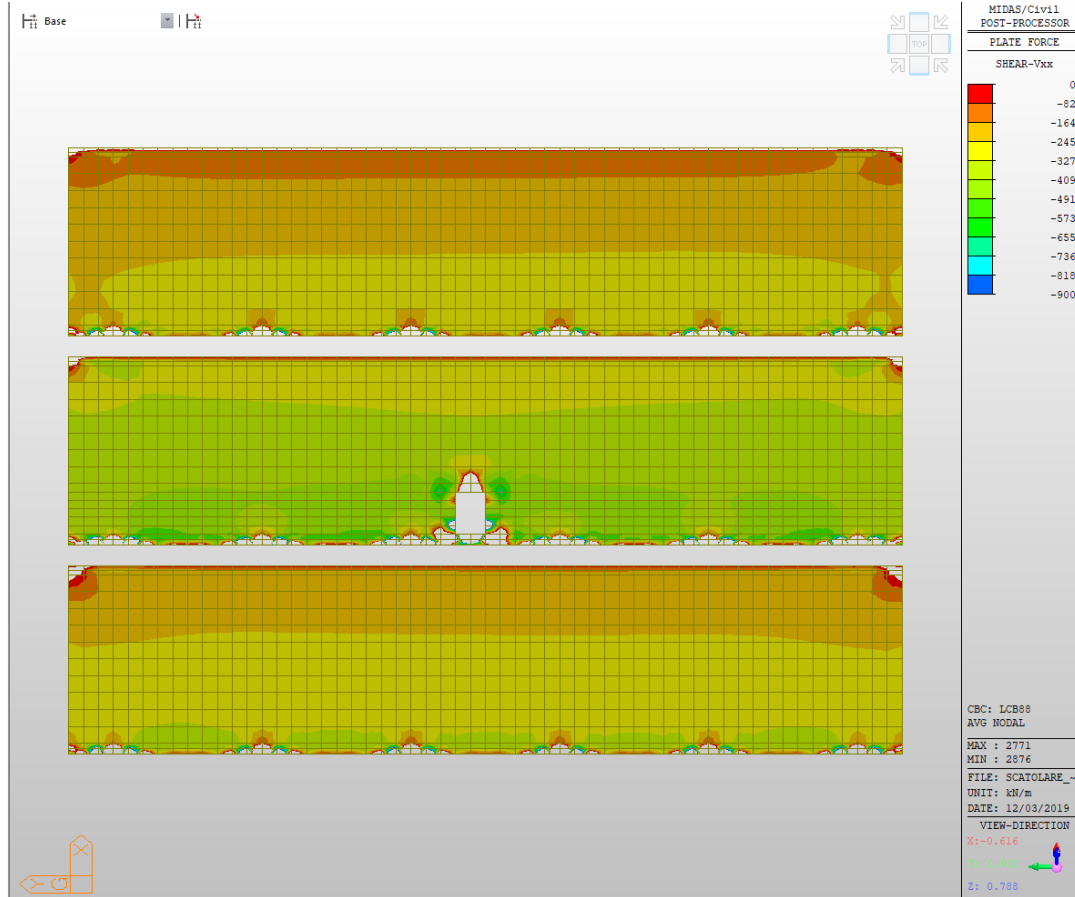 Base
TOP
MIDAS/Civil
POST-PROCESSOR
PLATE FORCE
SHEAR-Vxx
0
-82
-164
-245
-327
-409
-491
-573
-655
-736
-818
-900
CBC: LCB88
AVG NODAL
MAX : 2771
MIN : 2876
FILE: SCATOLARE_~
UNIT: kN/m
DATE: 12/03/2019
VIEW-DIRECTION
X:-0.616
Z: 0.788